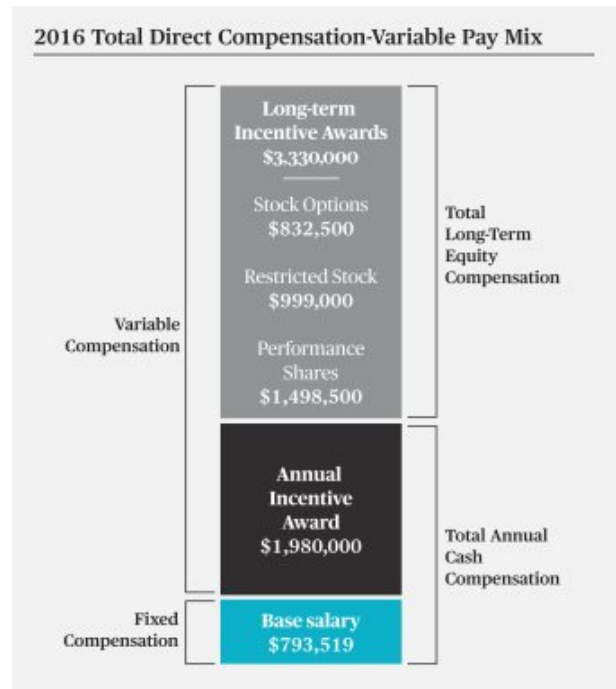 2016 Total Direct Compensation-Variable Pay Mix
Long-term
Incentive Awards
$3,330,000
Stock Options
$832,500
Restricted Stock
$999,000
Performance
Shares
$1,498,500
Total
Long-Term
Equity
Compensation
Variable
Compensation
Annual
Incentive
Award
$1,980,000
Total Annual
Cash
Compensation
Fixed
Compensation
Base salary
$793,519